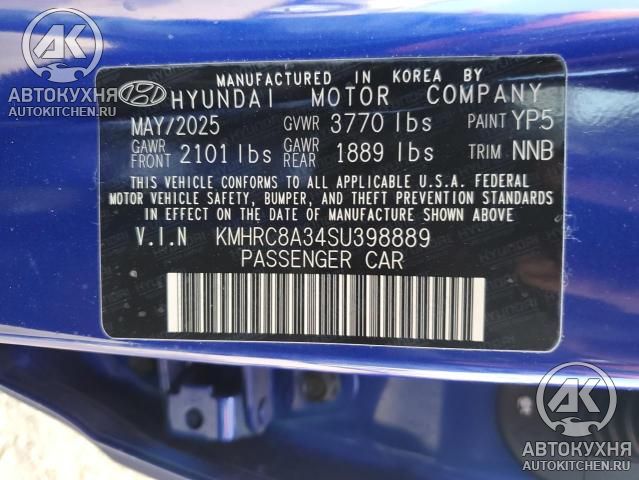 АК
АВТОКУХНЯ
AUTOKITCHEN.RU
MANUFACTURED IN KOREA BY
HYUNDAI MOTOR COMPANY
MAY/2025 GVWR 3770 lbs PAINT YP5
GAWR FRONT 2101 lbs GAWR REAR 1889 lbs TRIM NNB
THIS VEHICLE CONFORMS TO ALL APPLICABLE U.S.A. FEDERAL
MOTOR VEHICLE SAFETY, BUMPER, AND THEFT PREVENTION STANDARDS
IN EFFECT ON THE DATE OF MANUFACTURE SHOWN ABOVE
V.I.N KMHRC8A34SU398889
PASSENGER CAR
АК
АВТОКУХНЯ
AUTOKITCHEN.RU